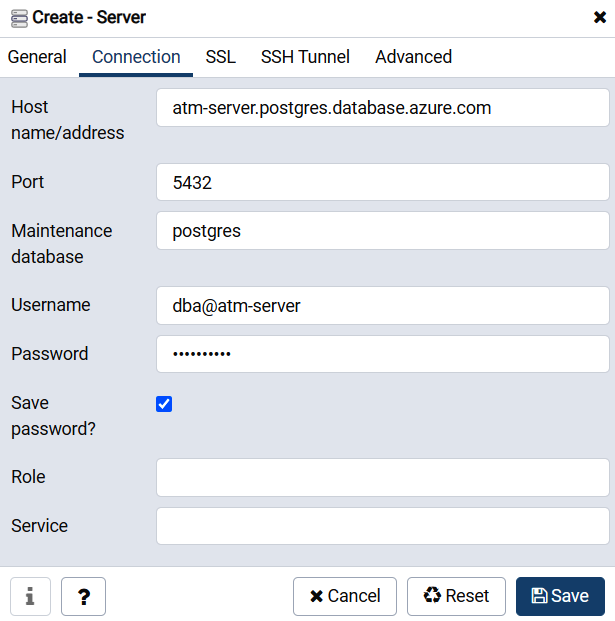 Create - Server
General Connection SSL SSH Tunnel Advanced
Host
name/address
atm-server.postgres.database.azure.com
Port
5432
Maintenance
database
postgres
Username
dba@atm-server
Password
••••••••••
Save
password?
Role
Service
i ? Cancel Reset Save